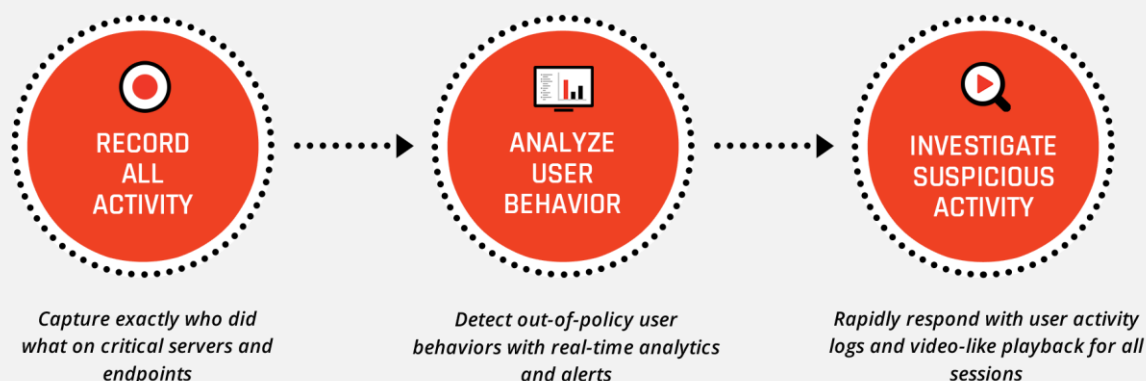 RECORD
ALL
ACTIVITY
ANALYZE
USER
BEHAVIOR
INVESTIGATE
SUSPICIOUS
ACTIVITY
Capture exactly who did
what on critical servers and
endpoints
Detect out-of-policy user
behaviors with real-time analytics
and alerts
Rapidly respond with user activity
logs and video-like playback for all
sessions